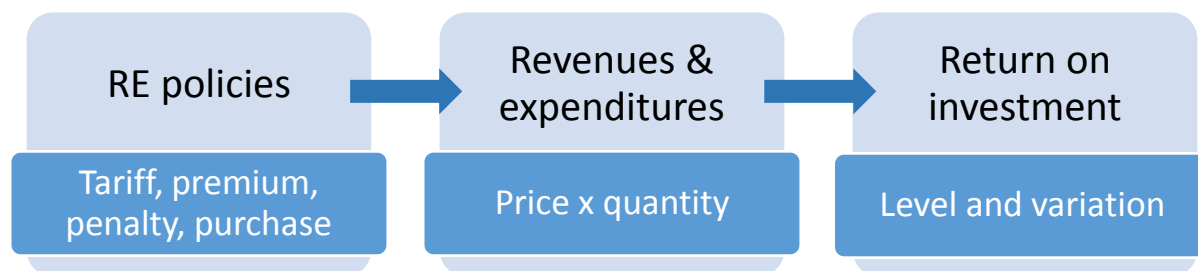 RE policies
Tariff, premium,
penalty, purchase
Revenues &
expenditures
Price x quantity
Return on
investment
Level and variation